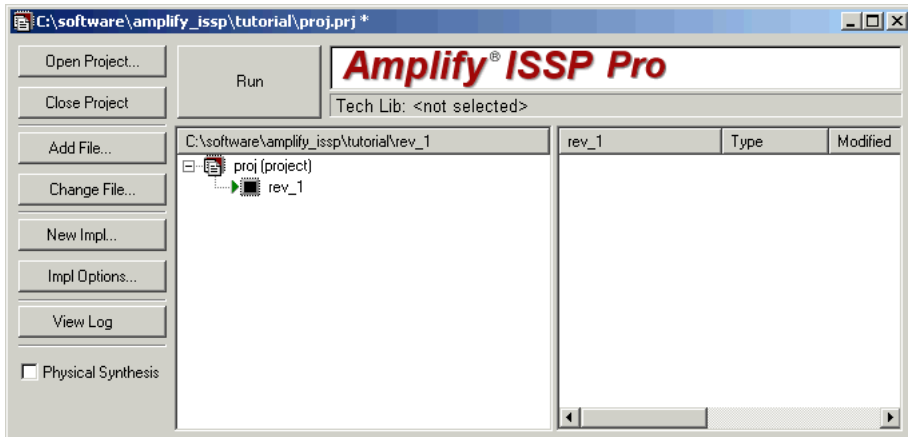 C:\software\amplify_issp\tutorial\proj.prj *
Open Project...
Close Project
Run
Amplify® ISSP Pro
Tech Lib: <not selected>
Add File...
Change File...
New Impl...
Impl Options...
View Log
Physical Synthesis
C:\software\amplify_issp\tutorial\rev_1
proj (project)
rev_1
rev_1 Type Modified